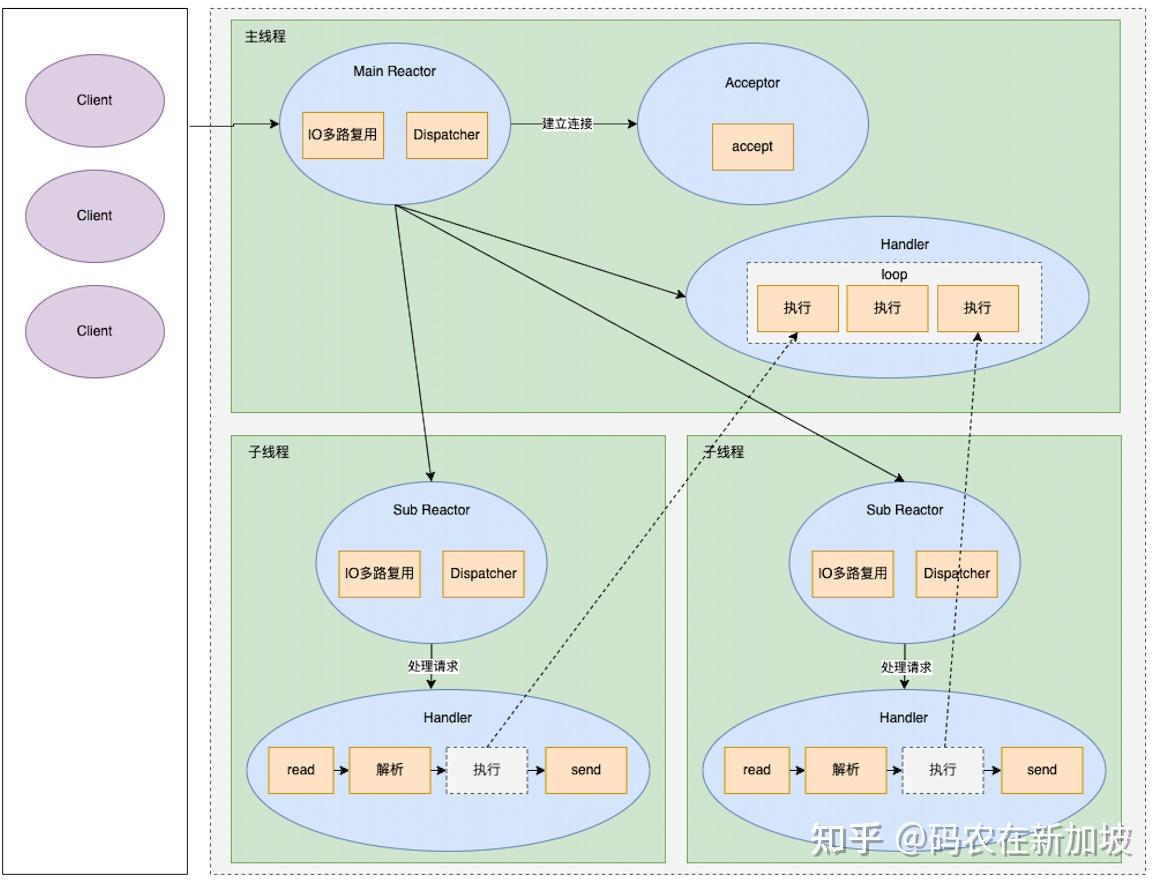 主线程
Client
Client
Client
Main Reactor
IO多路复用
Dispatcher
建立连接
Acceptor
accept
Handler
loop
执行
执行
执行
子线程
Sub Reactor
IO多路复用
Dispatcher
处理请求
Handler
read
解析
执行
send
子线程
Sub Reactor
IO多路复用
Dispatcher
处理请求
Handler
read
解析
执行
send
知乎 @码农在新加坡